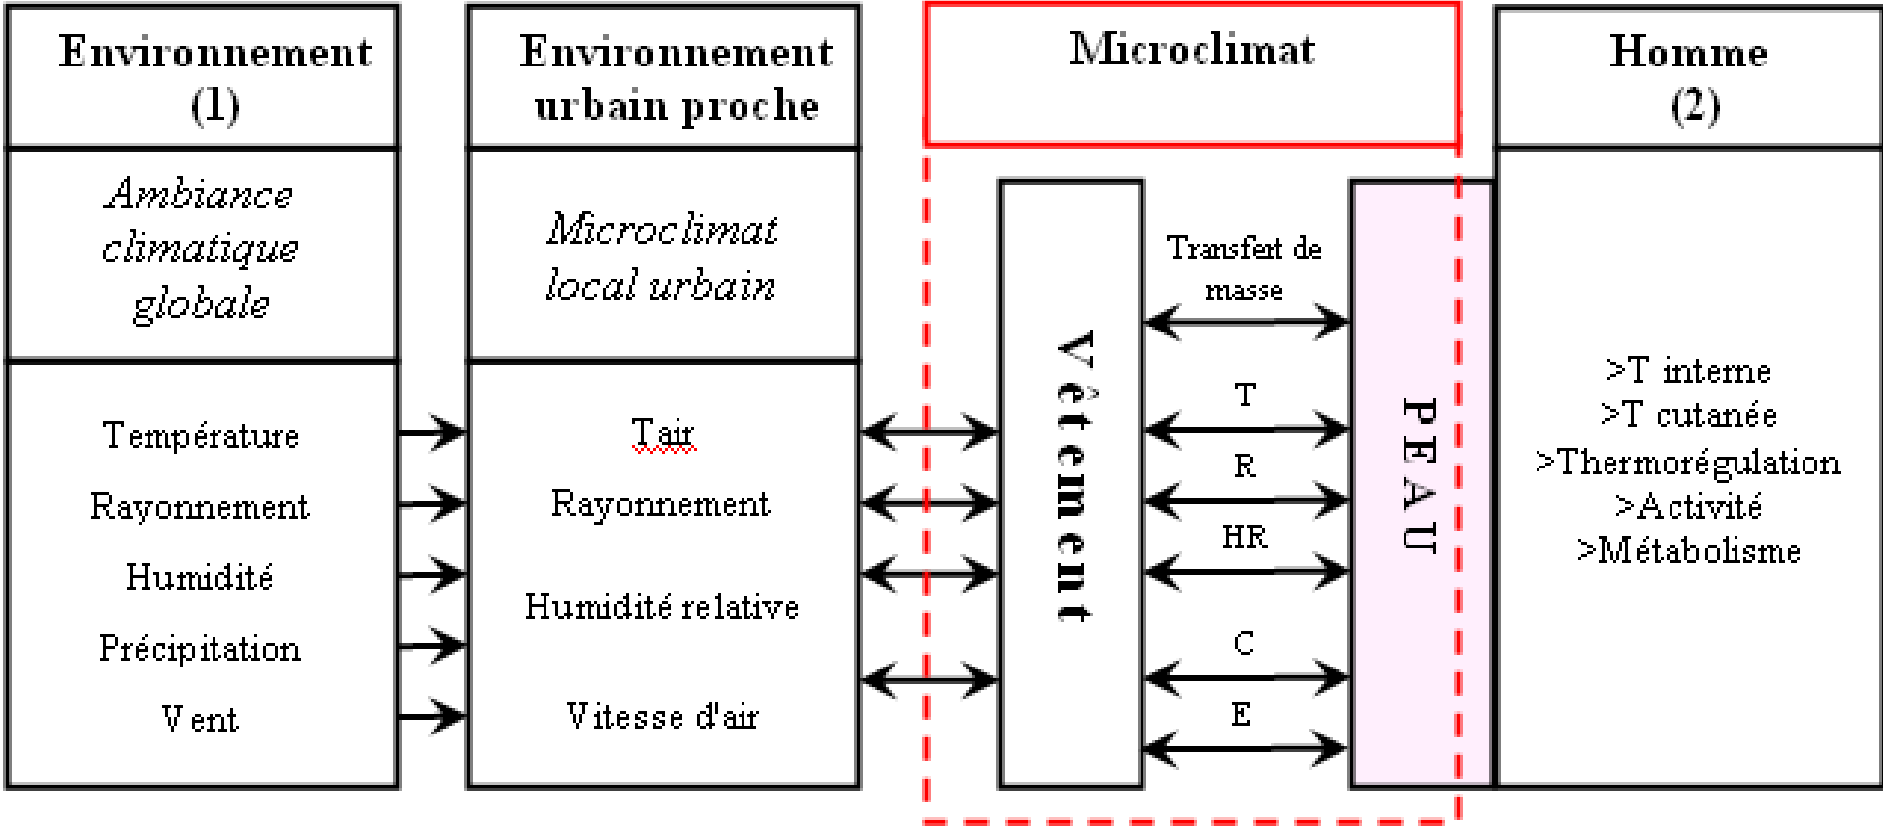 Environnement
(1)
Ambiance
climatique
globale
Température
Rayonnement
Humidité
Précipitation
Vent
Environnement
urbain proche
Microclimat
local urbain
Tair
Rayonnement
Humidité relative
Vitesse d'air
Microclimat
Vêtement
Transfert de
masse
T
R
HR
C
E
PEAU
Homme
(2)
>T interne
>T cutanée
>Thermorégulation
>Activité
>Métabolisme